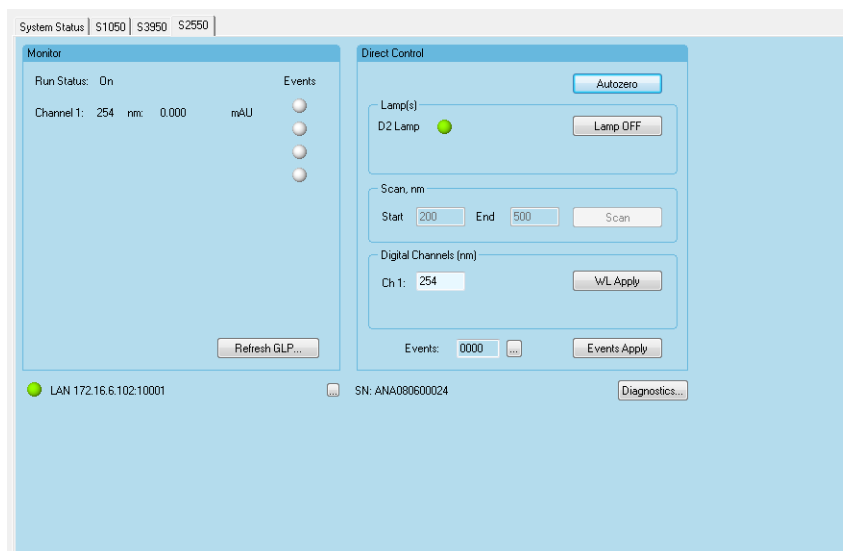 System Status S1050 S3950 S2550
Monitor
Run Status: On Events
Channel 1: 254 nm: 0.000 mAU
Refresh GLP...
Direct Control
Autozero
Lamp(s)
D2 Lamp Lamp OFF
Scan, nm
Start 200 End 500 Scan
Digital Channels (nm)
Ch 1: 254 WL Apply
Events: 0000 ... Events Apply
LAN 172.16.6.102:10001 ... SN: ANA080600024 Diagnostics...